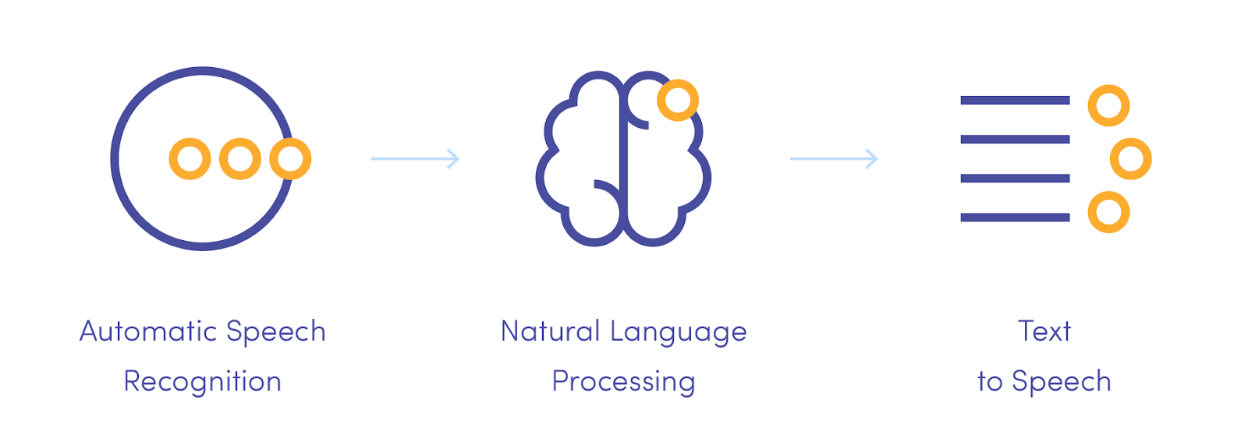 Automatic Speech
Recognition
Natural Language
Processing
Text
to Speech